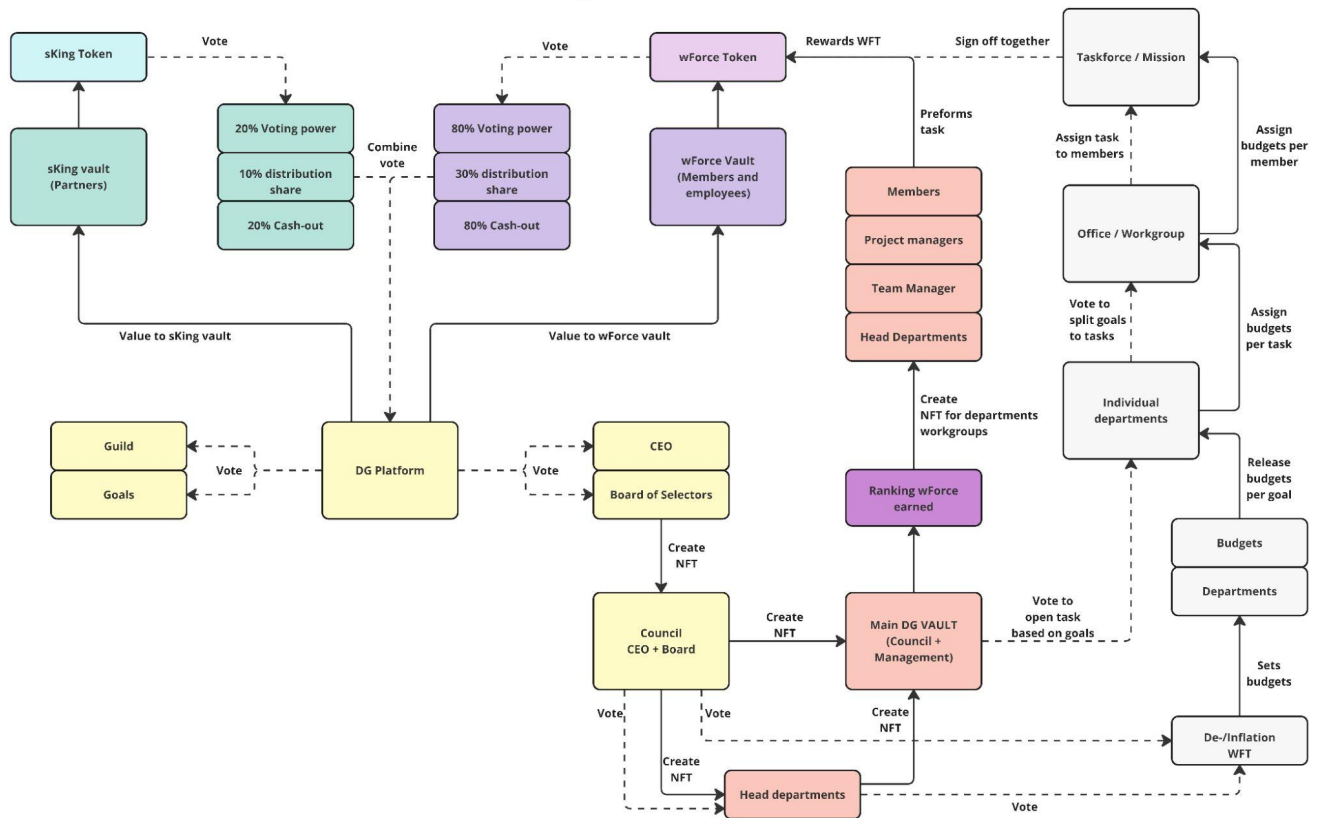 sKing Token
Vote
Vote
wForce Token
Rewards WFT
Sign off together
Taskforce / Mission
20% Voting power
10% distribution
share
20% Cash-out
Combine
vote
80% Voting power
30% distribution
share
80% Cash-out
sKing vault
(Partners)
wForce Vault
(Members and
employees)
Preforms
task
Assign task
to members
Assign
budgets per
member
Members
Project managers
Team Manager
Head Departments
Office / Workgroup
Vote to
split goals
to tasks
Assign
budgets
per task
Value to sKing vault
Value to wForce vault
Create
NFT for departments
workgroups
Individual
departments
Guild
Goals
Vote
DG Platform
Vote
CEO
Board of Selectors
Ranking wForce
earned
Release
budgets
per goal
Budgets
Departments
Create
NFT
Council
CEO + Board
Create
NFT
Main DG VAULT
(Council +
Management)
Vote to
open task
based on goals
Sets
budgets
Vote
Vote
Create
NFT
Create
NFT
De-/Inflation
WFT
Head departments
Vote